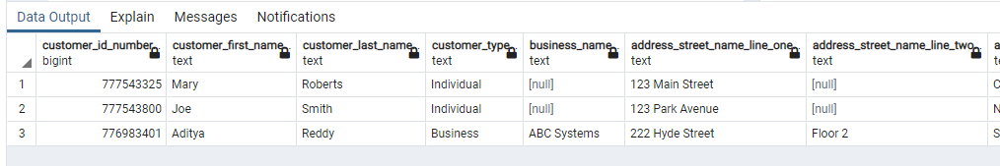 Data Output Explain Messages Notifications
customer_id_number customer_first_name customer_last_name customer_type business_name address_street_name_line_one address_street_name_line_two
bigint text text text text text text
1 777543325 Mary Roberts Individual [null] 123 Main Street [null]
2 777543800 Joe Smith Individual [null] 123 Park Avenue [null]
3 776983401 Aditya Reddy Business ABC Systems 222 Hyde Street Floor 2